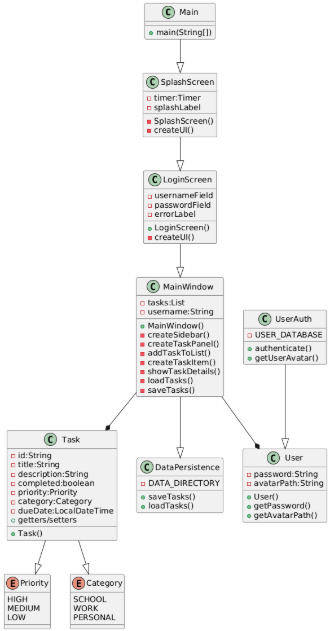 C Main
main(String[])
C SplashScreen
timer:Timer
splashLabel
SplashScreen()
createUI()
C LoginScreen
usernameField
passwordField
errorLabel
LoginScreen()
createUI()
C MainWindow
tasks:List
username:String
MainWindow()
createSidebar()
createTaskPanel()
addTaskToList()
createTaskItem()
showTaskDetails()
loadTasks()
saveTasks()
C UserAuth
USER_DATABASE
authenticate()
getUserAvatar()
C Task
id:String
title:String
description:String
completed:boolean
priority:Priority
category:Category
dueDate:LocalDateTime
getters/setters
Task()
C DataPersistence
DATA_DIRECTORY
saveTasks()
loadTasks()
C User
password:String
avatarPath:String
User()
getPassword()
getAvatarPath()
E Priority
HIGH
MEDIUM
LOW
E Category
SCHOOL
WORK
PERSONAL